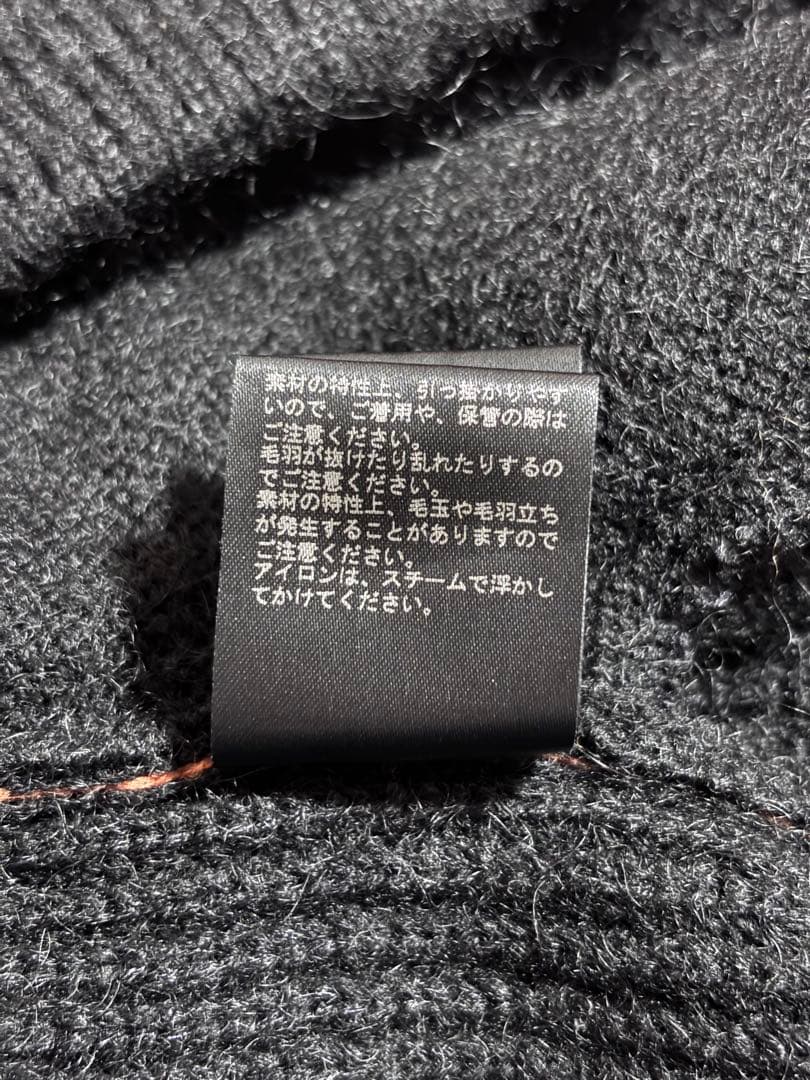 素材の特性上、引っ掛かりやす
いので、ご着用や、保管の際は
ご注意ください。
毛羽が抜けたり乱れたりするの
でご注意ください。
素材の特性上、毛玉や毛羽立ち
が発生することがありますので
ご注意ください。
アイロンは、スチームで浮かし
てかけてください。